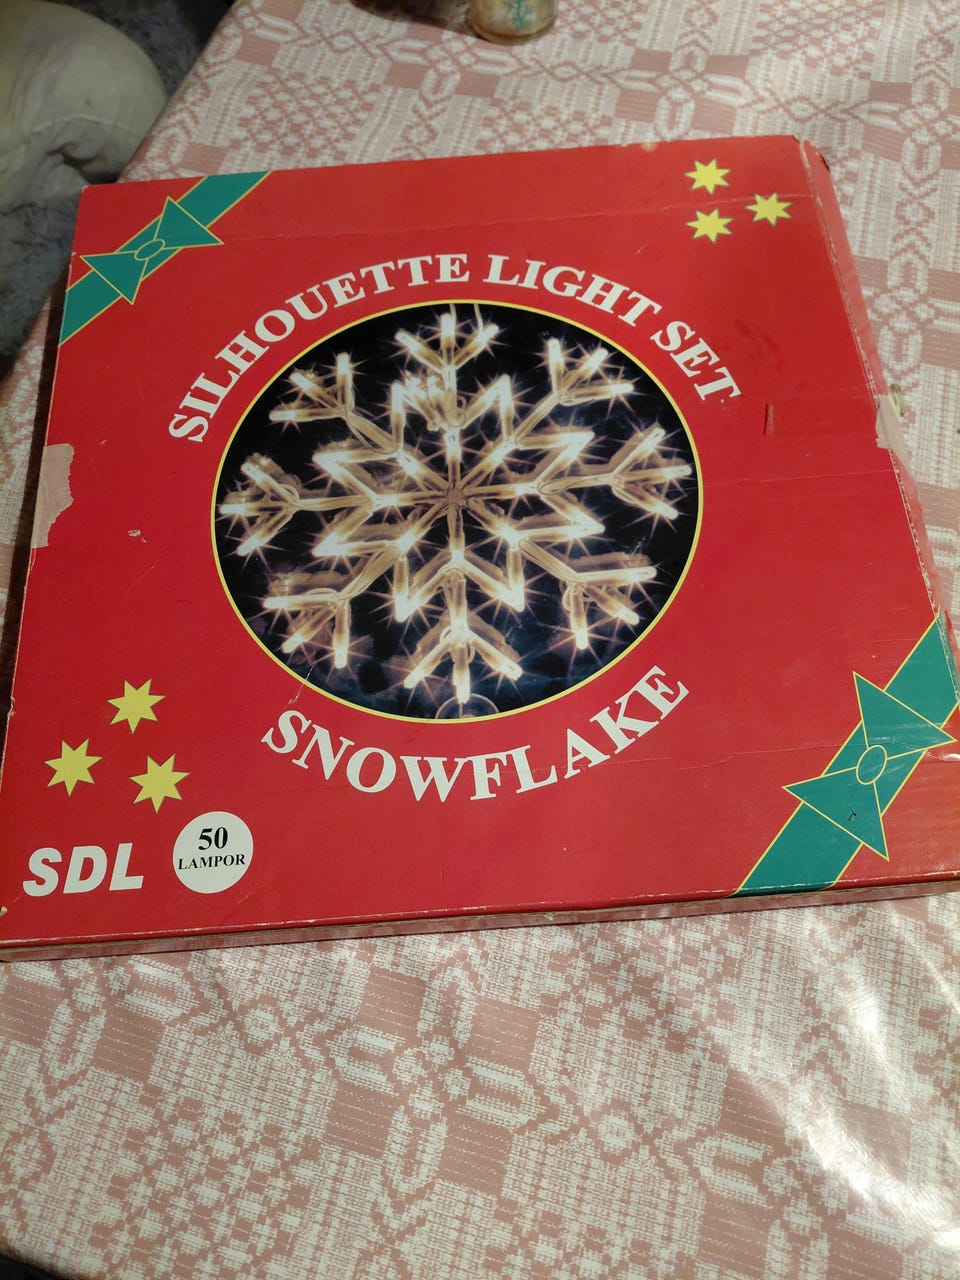 SILHOUETTE LIGHT SET
SNOWFLAKE
SDL
50
LAMPOR